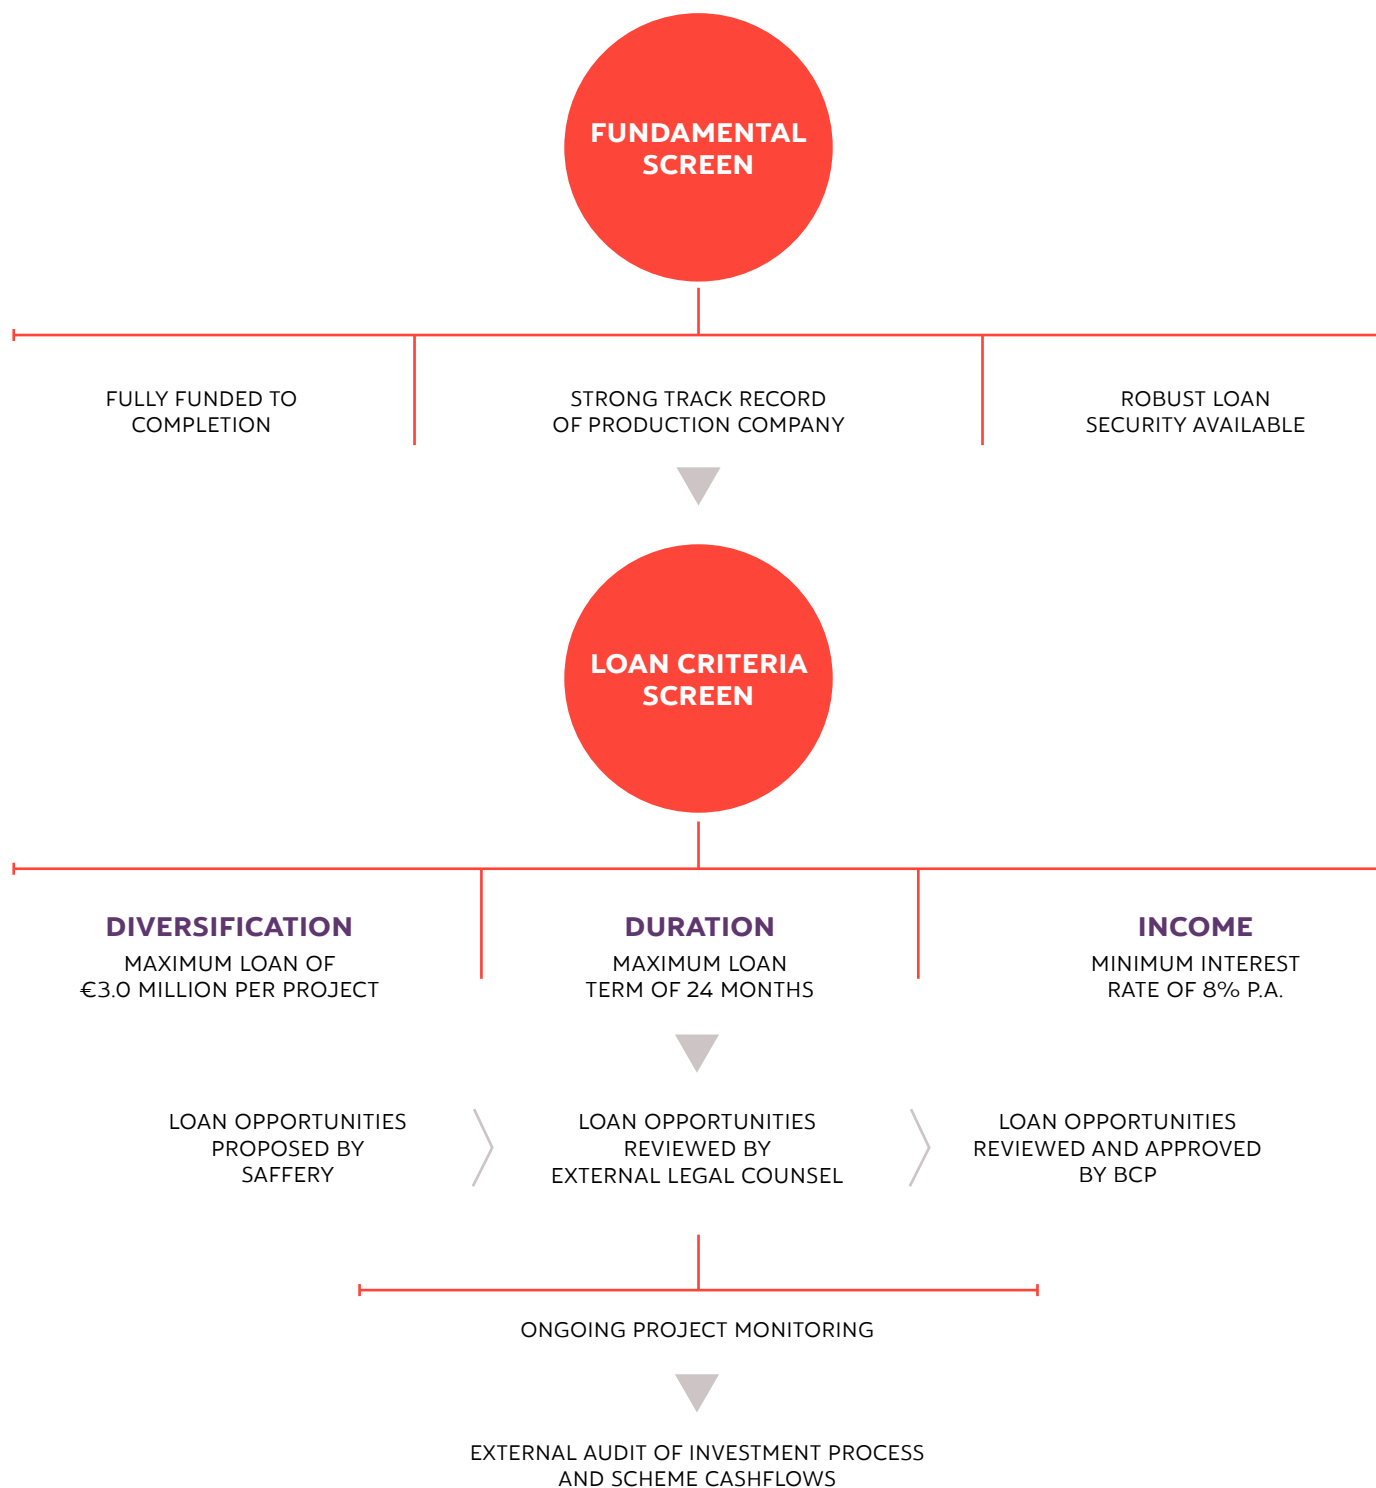 FUNDAMENTAL
SCREEN
FULLY FUNDED TO
COMPLETION
STRONG TRACK RECORD
OF PRODUCTION COMPANY
ROBUST LOAN
SECURITY AVAILABLE
LOAN CRITERIA
SCREEN
DIVERSIFICATION
MAXIMUM LOAN OF
€3.0 MILLION PER PROJECT
DURATION
MAXIMUM LOAN
TERM OF 24 MONTHS
INCOME
MINIMUM INTEREST
RATE OF 8% P.A.
LOAN OPPORTUNITIES
PROPOSED BY
SAFFERY
LOAN OPPORTUNITIES
REVIEWED BY
EXTERNAL LEGAL COUNSEL
LOAN OPPORTUNITIES
REVIEWED AND APPROVED
BY BCP
ONGOING PROJECT MONITORING
EXTERNAL AUDIT OF INVESTMENT PROCESS
AND SCHEME CASHFLOWS